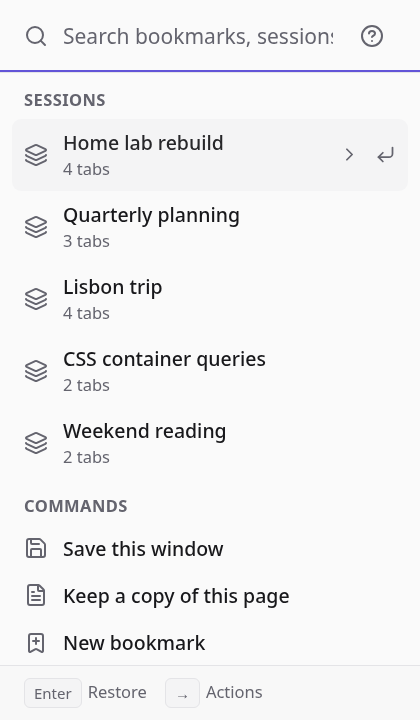 Search bookmarks, sessions
SESSIONS
Home lab rebuild
4 tabs
Quarterly planning
3 tabs
Lisbon trip
4 tabs
CSS container queries
2 tabs
Weekend reading
2 tabs
COMMANDS
Save this window
Keep a copy of this page
New bookmark
Enter Restore → Actions